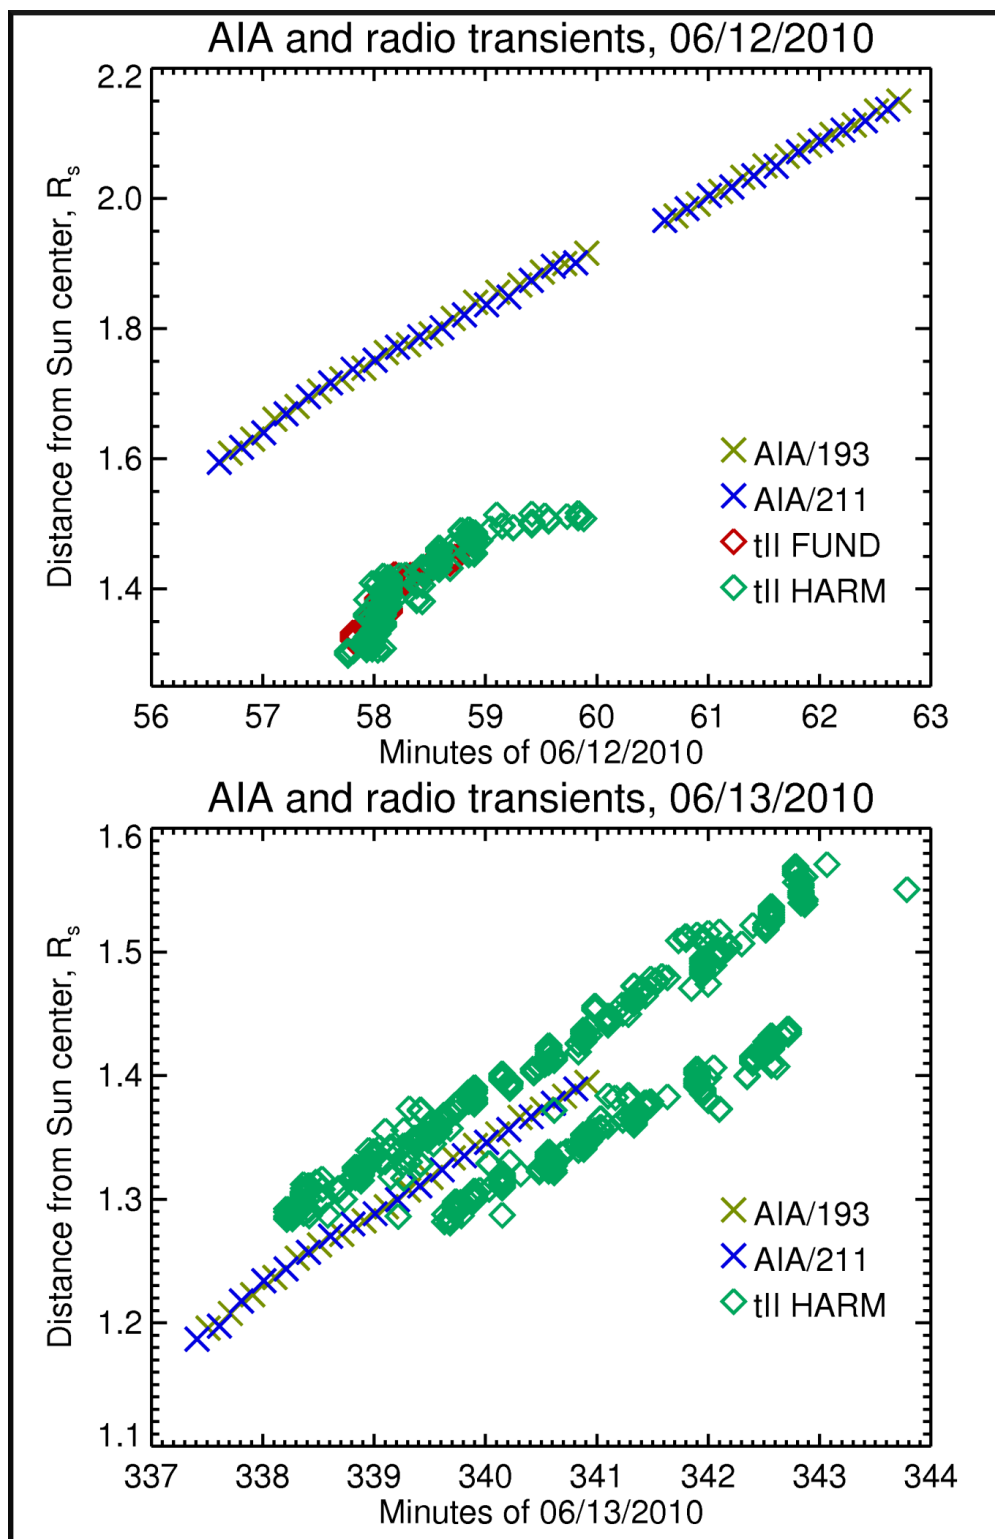 AIA and radio transients, 06/12/2010
2.2
2.0
1.8
1.6
1.4
Distance from Sun center, Rs
AIA/193
AIA/211
tII FUND
tII HARM
56 57 58 59 60 61 62 63
Minutes of 06/12/2010
AIA and radio transients, 06/13/2010
1.6
1.5
1.4
1.3
1.2
1.1
Distance from Sun center, Rs
AIA/193
AIA/211
tII HARM
337 338 339 340 341 342 343 344
Minutes of 06/13/2010